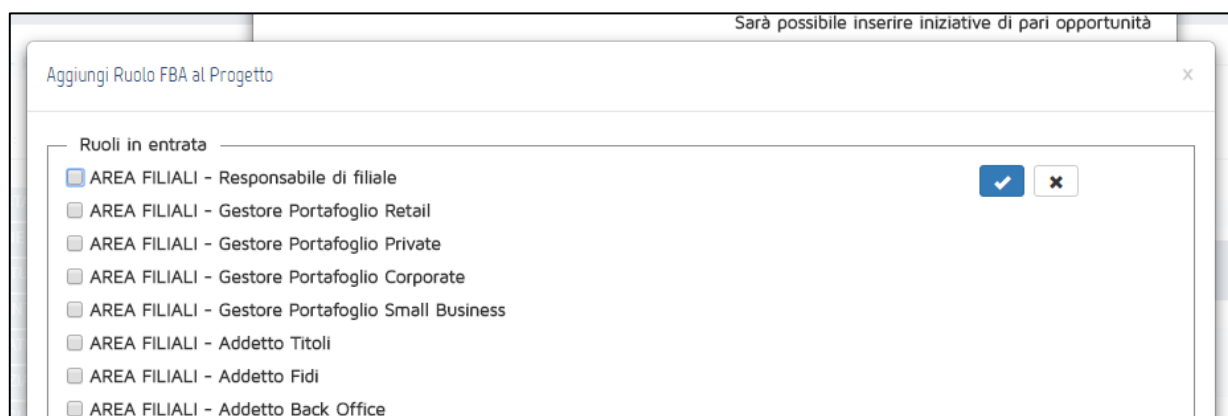 Sarà possibile inserire iniziative di pari opportunità
Aggiungi Ruolo FBA al Progetto
x
Ruoli in entrata
AREA FILIALI - Responsabile di filiale
AREA FILIALI - Gestore Portafoglio Retail
AREA FILIALI - Gestore Portafoglio Private
AREA FILIALI - Gestore Portafoglio Corporate
AREA FILIALI - Gestore Portafoglio Small Business
AREA FILIALI - Addetto Titoli
AREA FILIALI - Addetto Fidi
AREA FILIALI - Addetto Back Office